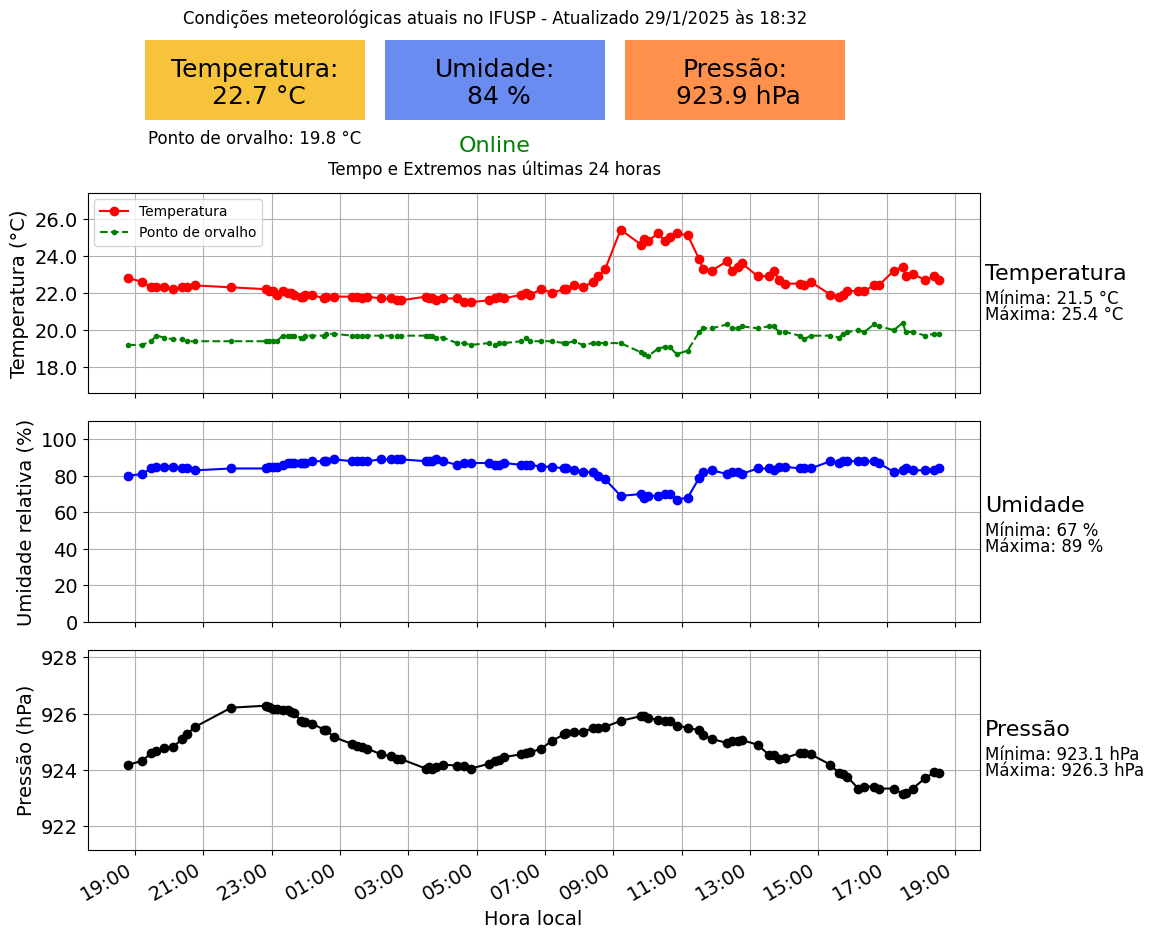 Condições meteorológicas atuais no IFUSP - Atualizado 29/1/2025 às 18:32
Temperatura:
22.7 °C
Umidade:
84 %
Pressão:
923.9 hPa
Ponto de orvalho: 19.8 °C
Online
Tempo e Extremos nas últimas 24 horas
Temperatura (°C)
26.0
24.0
22.0
20.0
18.0
Temperatura
Ponto de orvalho
Temperatura
Mínima: 21.5 °C
Máxima: 25.4 °C
Umidade relativa (%)
100
80
60
40
20
0
Umidade
Mínima: 67 %
Máxima: 89 %
Pressão (hPa)
928
926
924
922
Pressão
Mínima: 923.1 hPa
Máxima: 926.3 hPa
19:00 21:00 23:00 01:00 03:00 05:00 07:00 09:00 11:00 13:00 15:00 17:00 19:00
Hora local